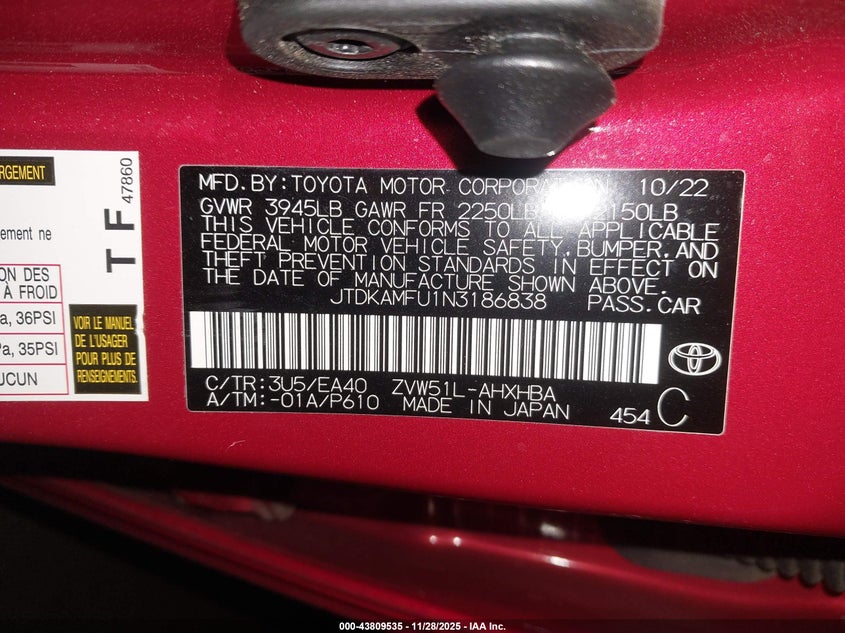 RGEMENT
47860
T F
ement ne
ON DES
À FROID
a, 36PSI
Pa, 35PSI
UCUN
VOIR LE MANUEL
DE L'USAGER
POUR PLUS DE
RENSEIGNEMENTS.
MFD.BY:TOYOTA MOTOR 10/22
GVWR 3945LB GAWR FR 2250LB 2150LB
THIS VEHICLE CONFORMS TO ALL APPLICABLE
FEDERAL MOTOR VEHICLE SAFETY,BUMPER,AND
THEFT PREVENTION STANDARDS IN EFFECT ON
THE DATE OF MANUFACTURE SHOWN ABOVE.
JTDKAMFU1N3186838 PASS.CAR
C/TR:3U5/EA40 ZVW51L-AHXHBA
A/TM:-01A/P610 MADE IN JAPAN
454 C
000-43809535 - 11/28/2025 - IAA Inc.